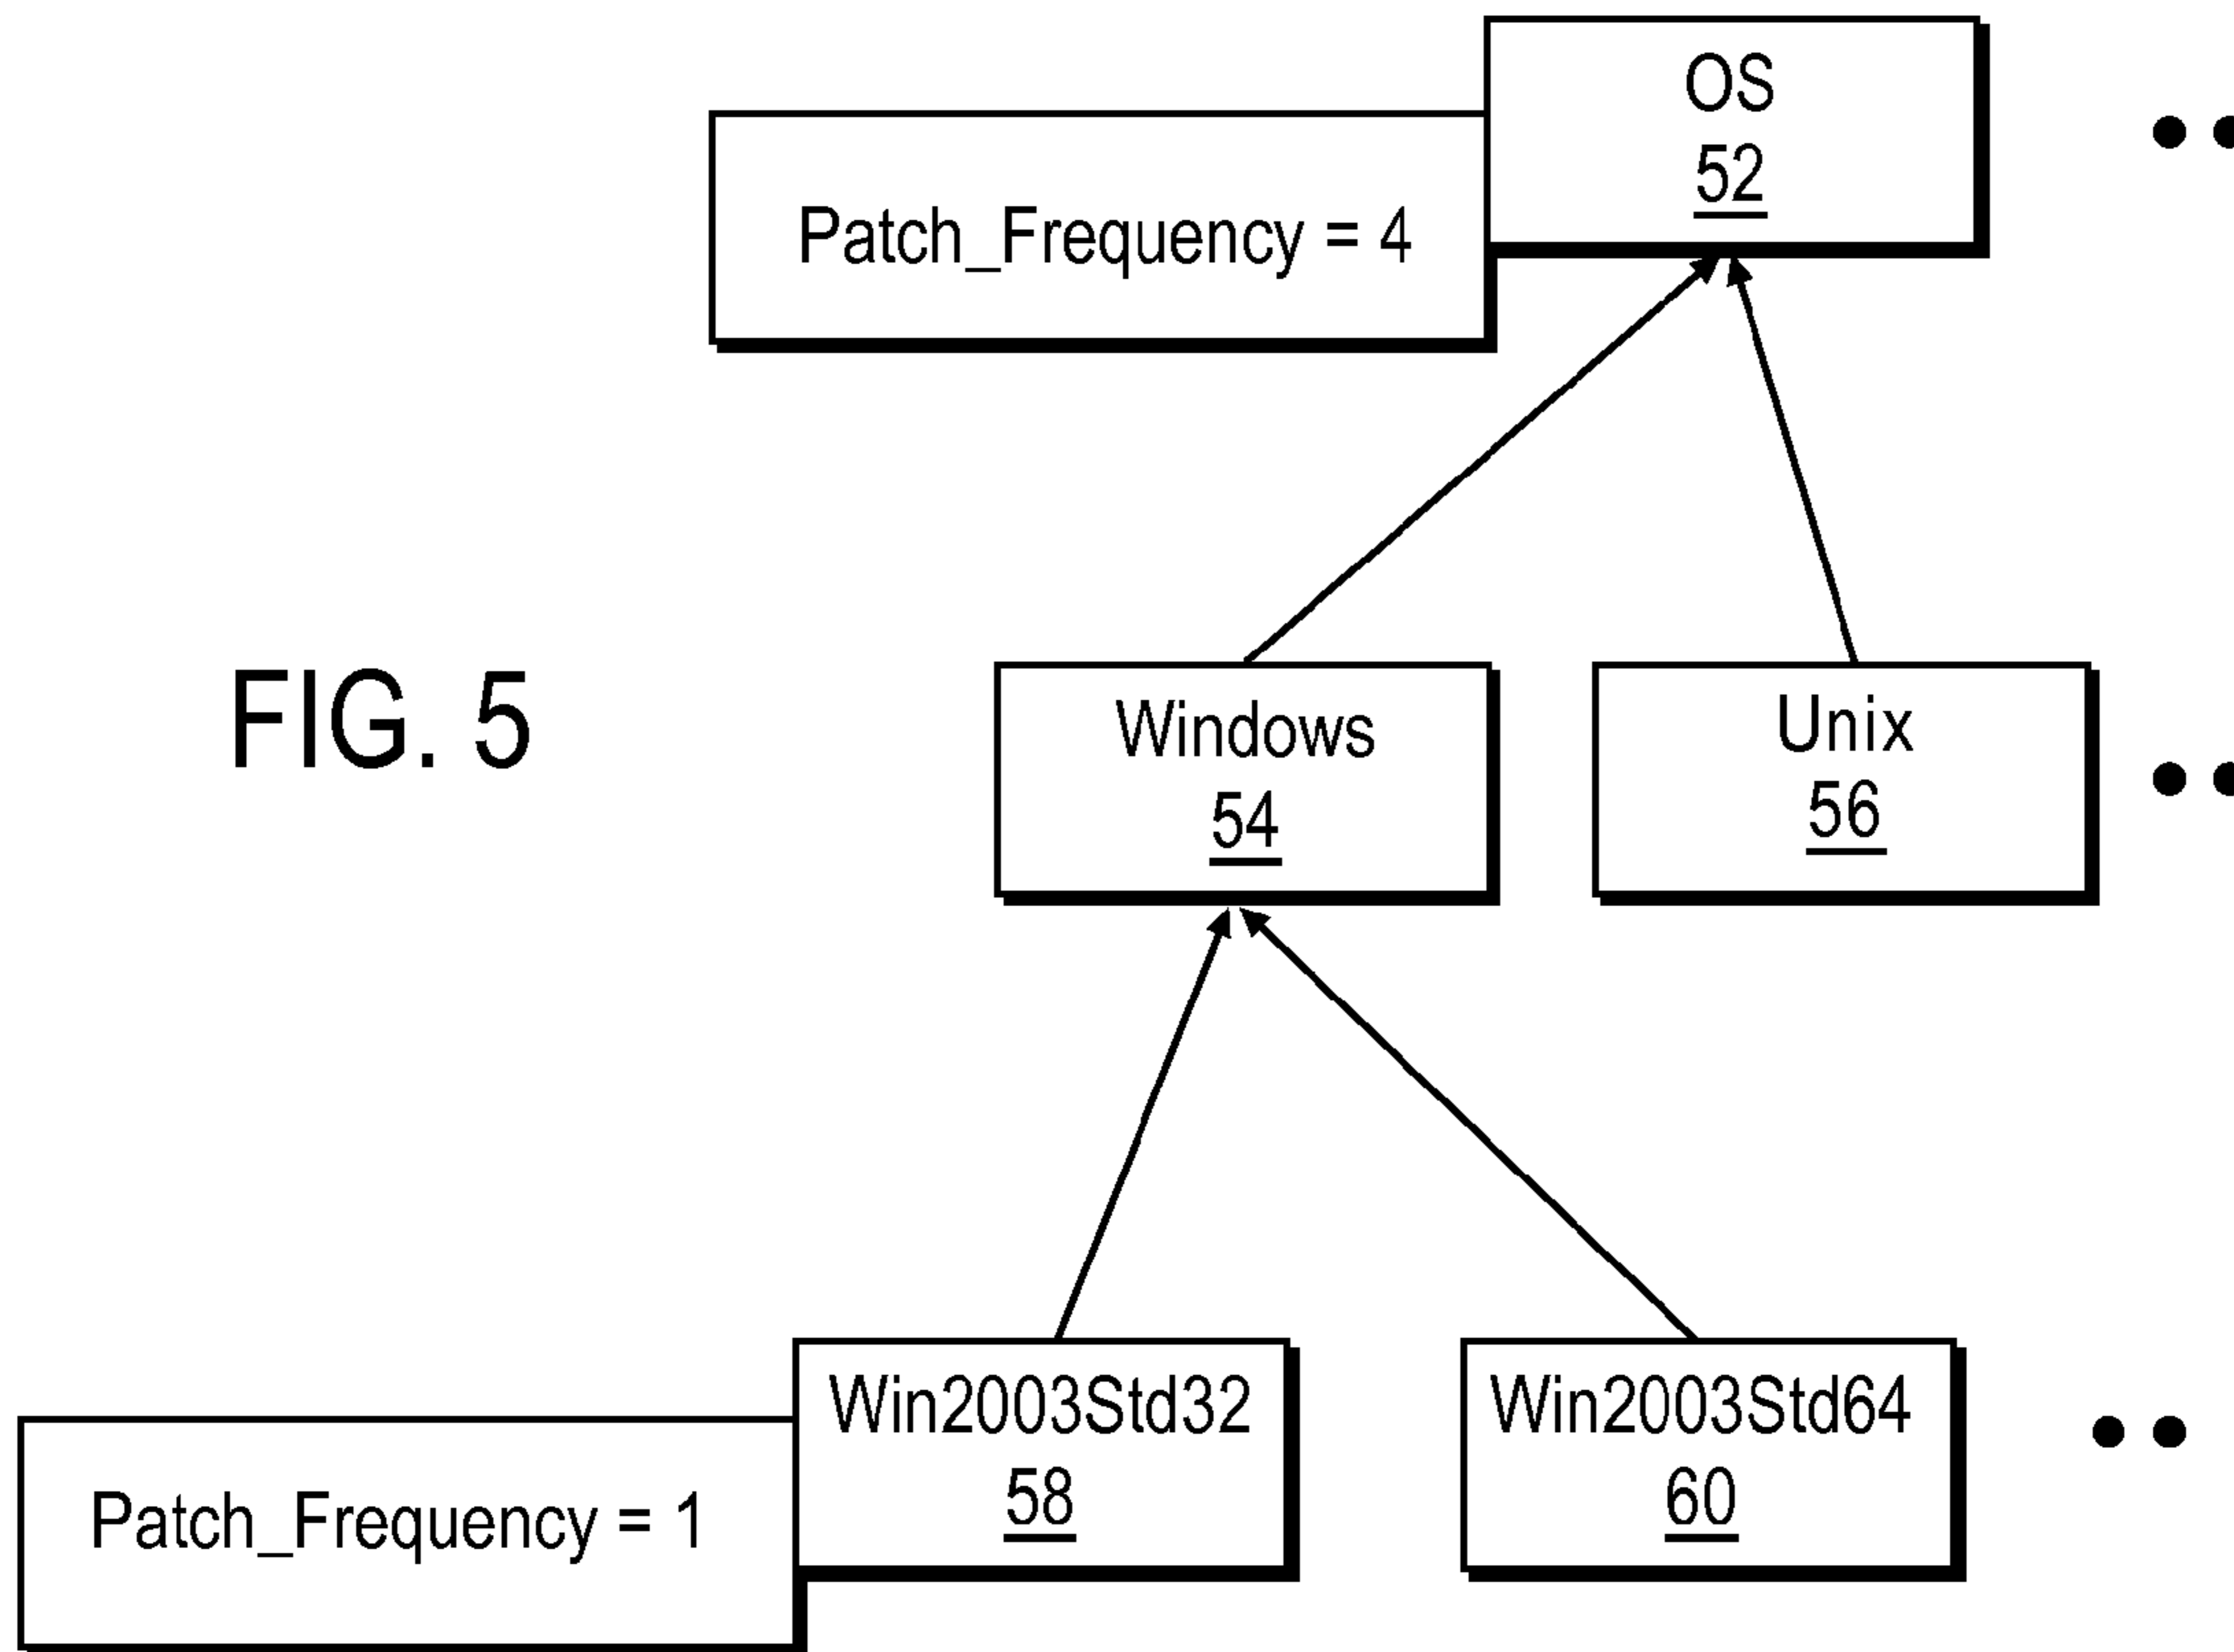 OS
52
Patch_Frequency = 4
FIG. 5
Windows
54
Unix
56
Win2003Std32
58
Win2003Std64
60
Patch_Frequency = 1